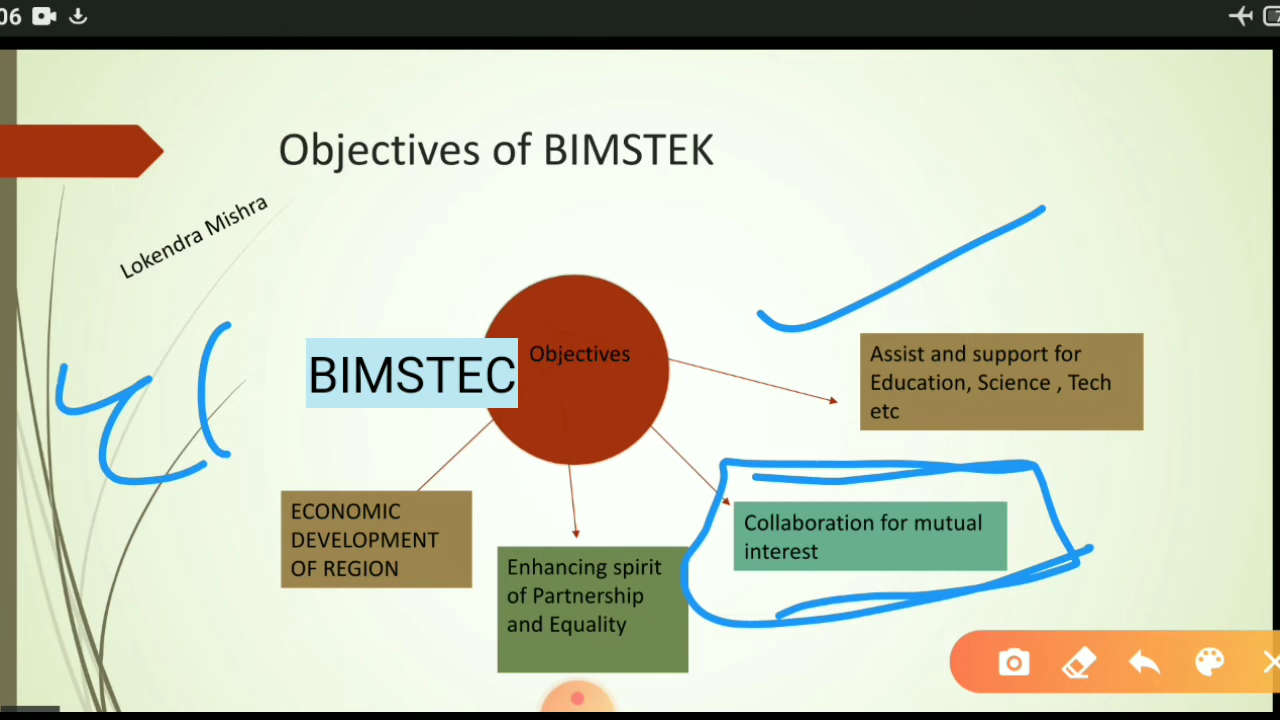 06
Objectives of BIMSTEK
Lokendra Mishra
BIMSTEC
Objectives
Assist and support for
Education, Science , Tech
etc
ECONOMIC
DEVELOPMENT
OF REGION
Enhancing spirit
of Partnership
and Equality
Collaboration for mutual
interest